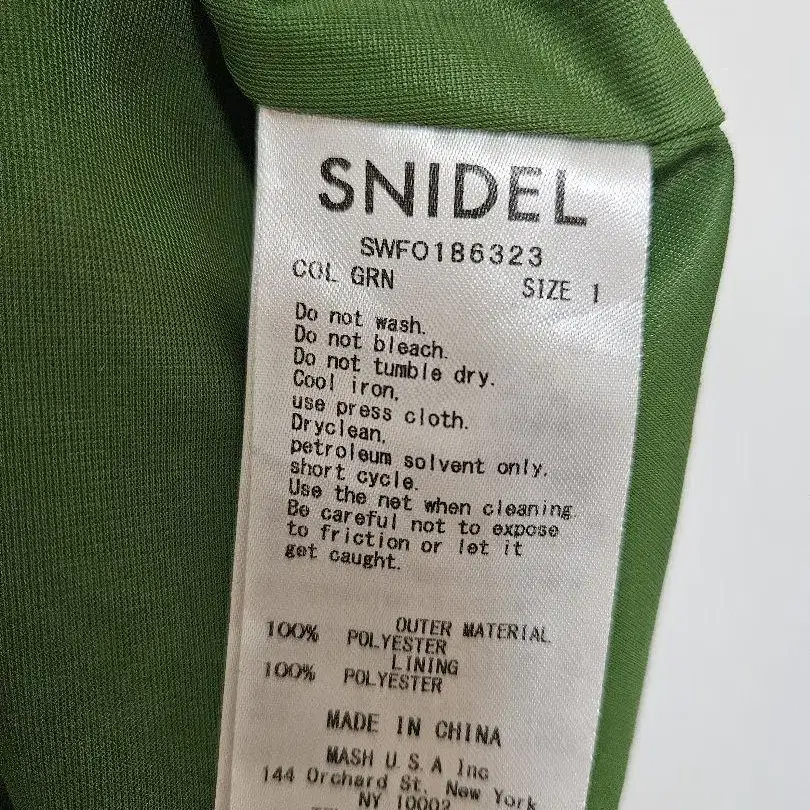 SNIDEL
SWFO186323
COL GRN SIZE 1
Do not wash.
Do not bleach.
Do not tumble dry.
Cool iron,
use press cloth.
Dryclean,
petroleum solvent only.
short cycle.
Use the net when cleaning.
Be careful not to expose
to friction or let it
get caught.
OUTER MATERIAL
100% POLYESTER
LINING
100% POLYESTER
MADE IN CHINA
MASH U.S.A Inc
144 Orchard St. New York
NY 10002